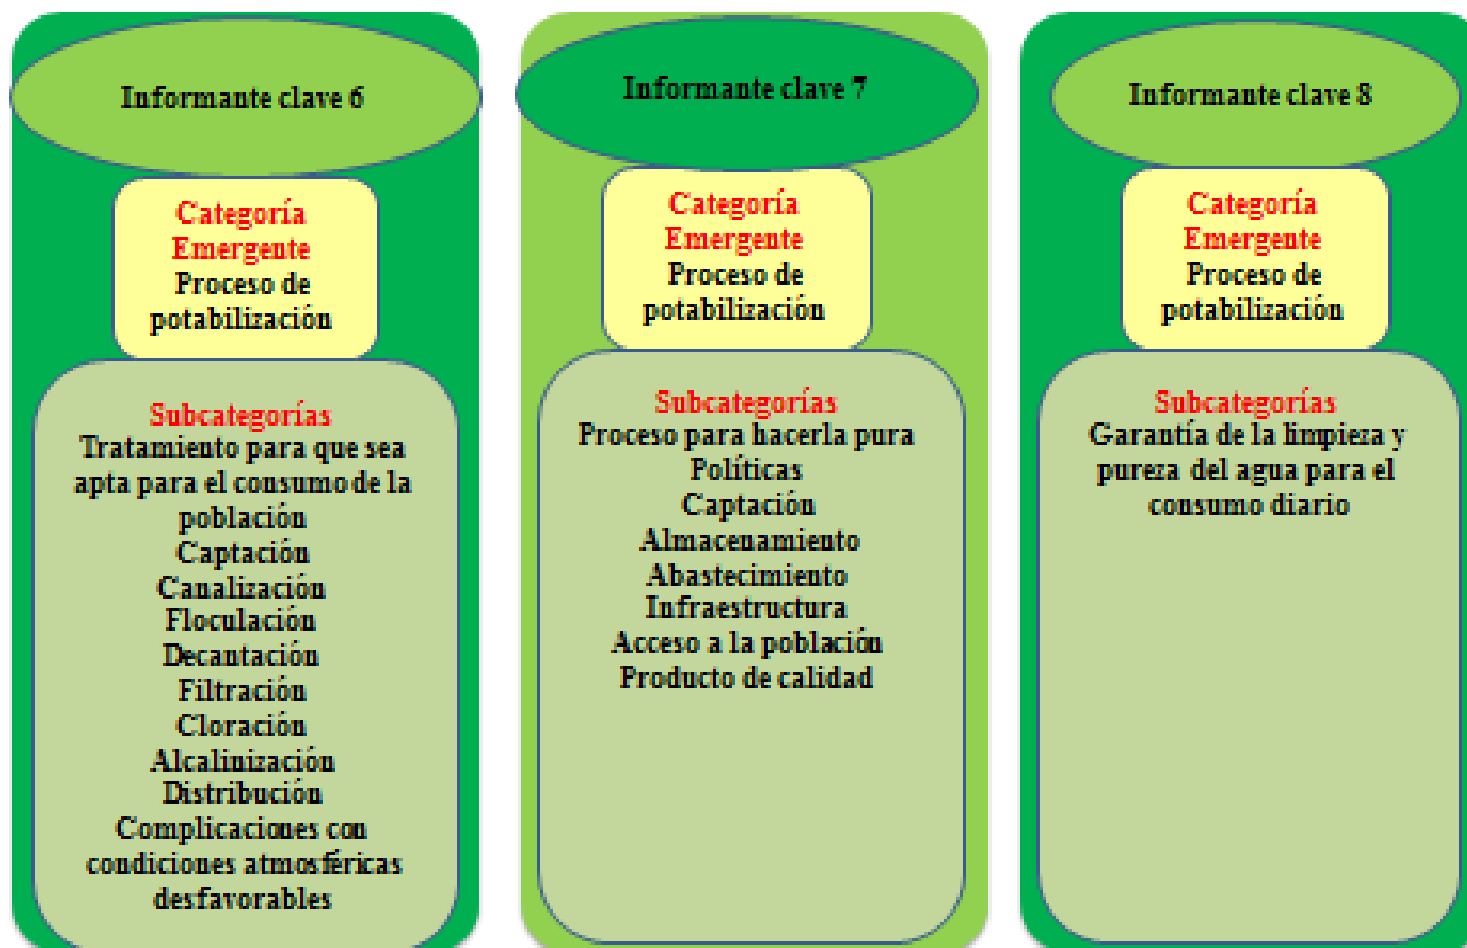 Informante clave 6
Categoría
Emergente
Proceso de
potabilización
Subcategorías
Tratamiento para que sea
apta para el consumo de la
población
Captación
Canalización
Floculación
Decantación
Filtración
Cloración
Alcalinización
Distribución
Complicaciones con
condiciones atmosféricas
desfavorables
Informante clave 7
Categoría
Emergente
Proceso de
potabilización
Subcategorías
Proceso para hacerla pura
Políticas
Captación
Almacenamiento
Abastecimiento
Infraestructura
Acceso a la población
Producto de calidad
Informante clave 8
Categoría
Emergente
Proceso de
potabilización
Subcategorías
Garantía de la limpieza y
pureza del agua para el
consumo diario